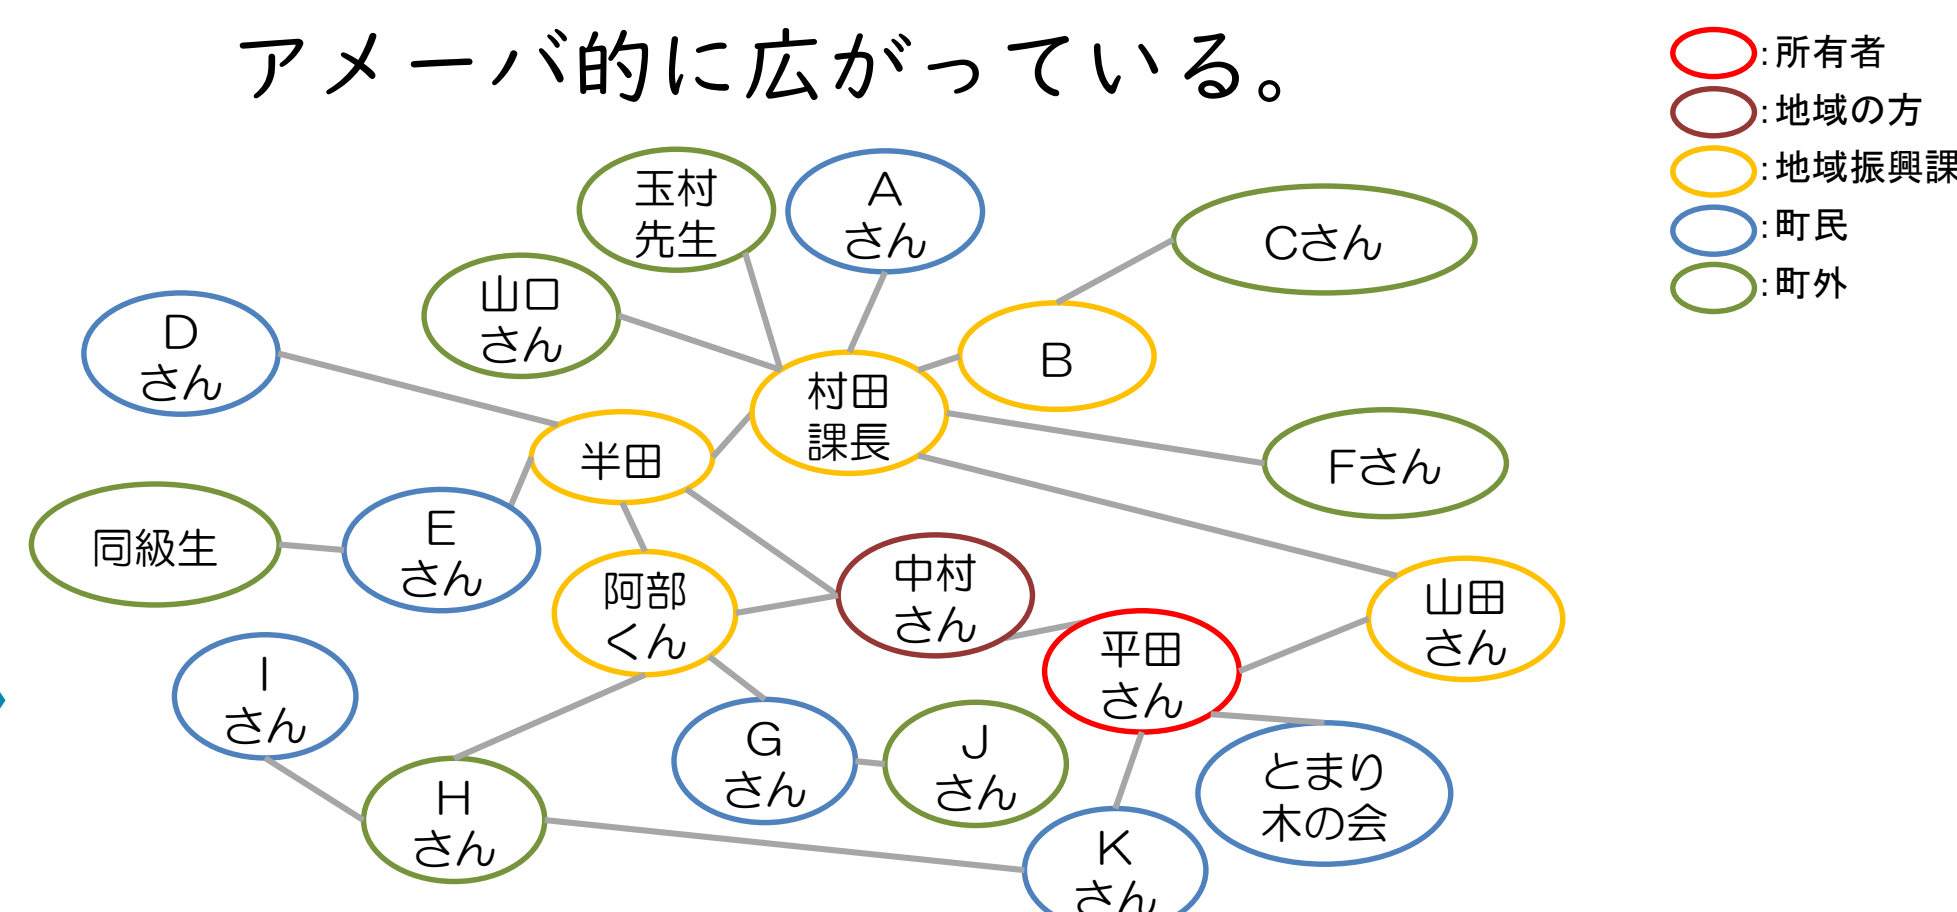 アメーバ的に広がっている。
:所有者
:地域の方
:地域振興課
:町民
:町外
玉村
先生
A
さん
Cさん
山口
さん
D
さん
B
村田
課長
半田
Fさん
同級生
E
さん
阿部
くん
中村
さん
山田
さん
平田
さん
I
さん
G
さん
J
さん
とまり
木の会
H
さん
K
さん